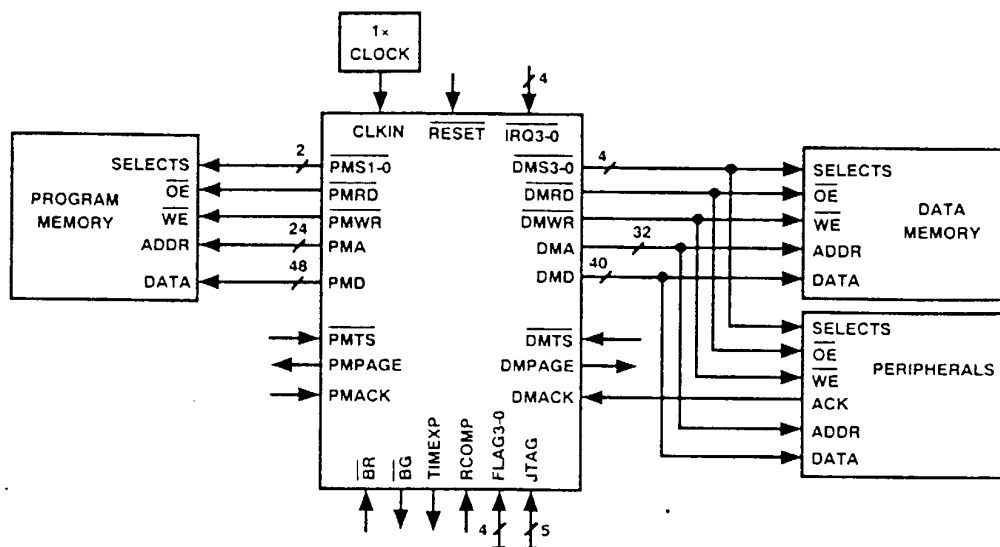 1×
CLOCK
4
CLKIN
RESET
IRQ3-0
PROGRAM
MEMORY
SELECTS
OE
WE
ADDR
DATA
2
24
48
PMS1-0
PMRD
PMWR
PMA
PMD
PMTS
PMPAGE
PMACK
DMS3-0
DMRD
DMWR
DMA
DMD
DMTS
DMPAGE
DMACK
4
32
40
SELECTS
OE
WE
ADDR
DATA
DATA
MEMORY
SELECTS
OE
WE
ACK
ADDR
DATA
PERIPHERALS
BR
BG
TIMEXP
RCOMP
FLAG3-0
JTAG
4
5